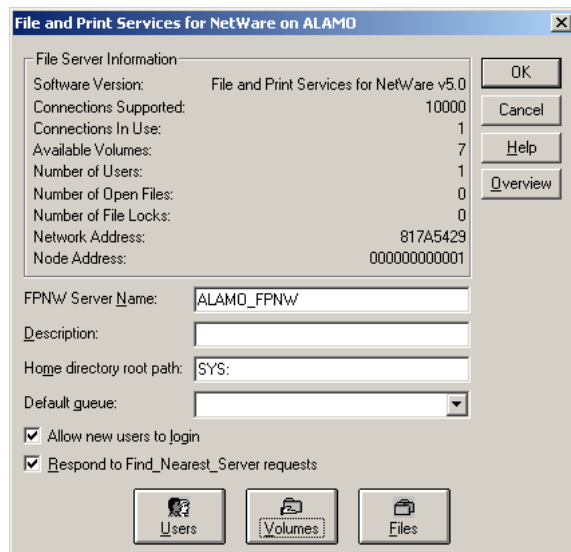 File and Print Services for NetWare on ALAMO
File Server Information
Software Version: File and Print Services for NetWare v5.0
Connections Supported: 10000
Connections In Use: 1
Available Volumes: 7
Number of Users: 1
Number of Open Files: 0
Number of File Locks: 0
Network Address: 817A5429
Node Address: 000000000001
OK
Cancel
Help
Overview
FPNW Server Name: ALAMO_FPNW
Description:
Home directory root path: SYS:
Default queue:
Allow new users to login
Respond to Find_Nearest_Server requests
Users Volumes Files